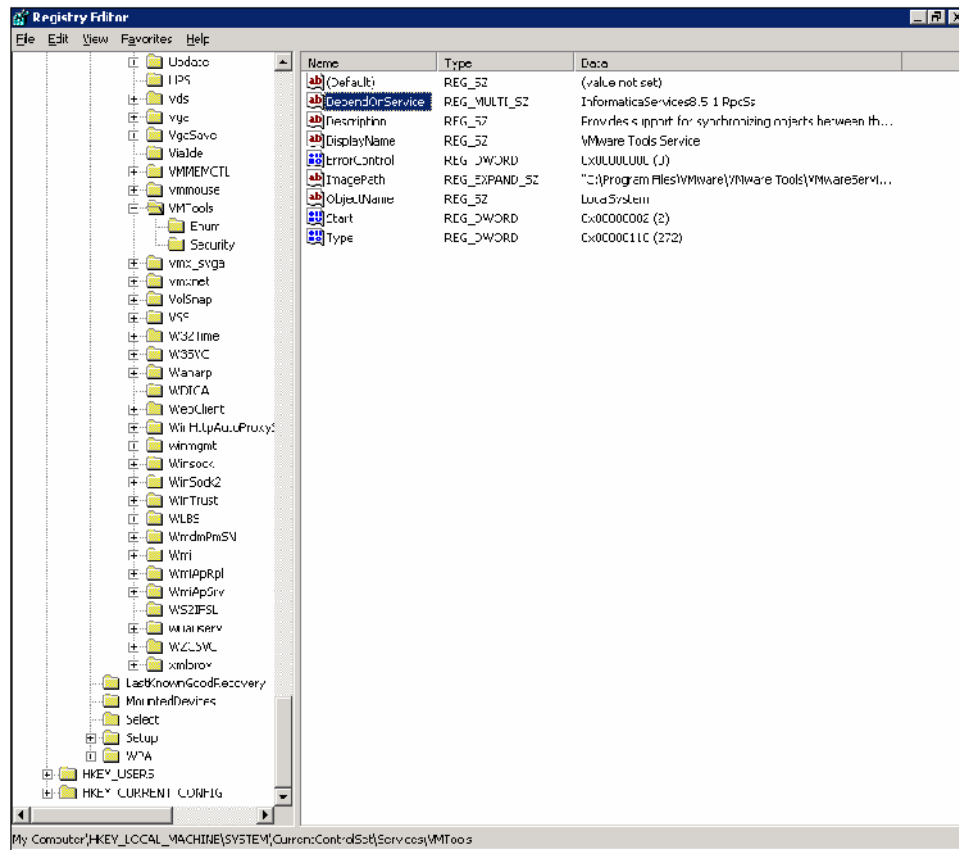 Registry Editor
File Edit View Favorites Help
Update
UPS
vds
vga
VgaSave
ViaIde
VMMEMCTL
vmmouse
VMTools
Enum
Security
vmx_svga
vmxnet
VolSnap
VSS
W32Time
W3SVC
Wanarp
WDICA
WebClient
WinHttpAutoProxyS
winmgmt
Winsock
WinSock2
WinTrust
WLBS
WmdmPmSN
Wmi
WmiApRpl
WmiApSrv
WS2IFSL
wuauserv
WZCSVC
xmlprov
LastKnownGoodRecovery
MountedDevices
Select
Setup
WPA
HKEY_USERS
HKEY_CURRENT_CONFIG
Name Type Data
(Default) REG_SZ (value not set)
DependOnService REG_MULTI_SZ InformaticaServices8.5.1 RpcSs
Description REG_SZ Provides support for synchronizing objects between th...
DisplayName REG_SZ VMware Tools Service
ErrorControl REG_DWORD 0x00000000 (0)
ImagePath REG_EXPAND_SZ "C:\Program Files\VMware\VMware Tools\VMwareServi...
ObjectName REG_SZ LocalSystem
Start REG_DWORD 0x00000002 (2)
Type REG_DWORD 0x00000110 (272)
My Computer\HKEY_LOCAL_MACHINE\SYSTEM\CurrentControlSet\Services\VMTools